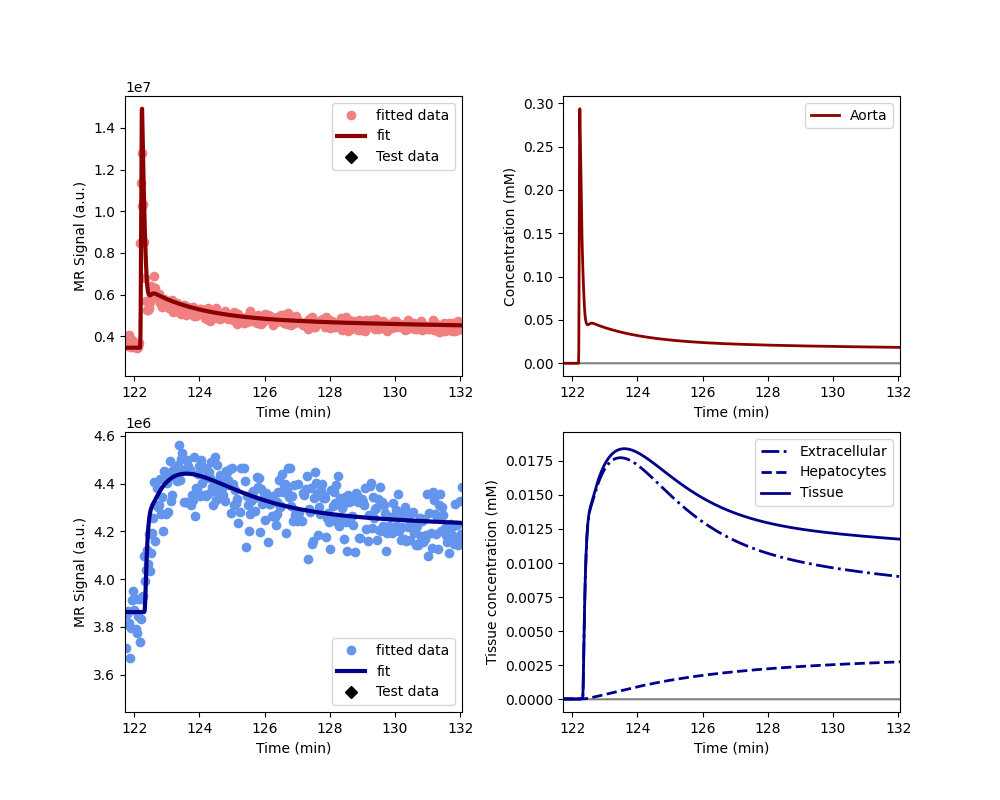 1e7
MR Signal (a.u.)
1.4
1.2
1.0
0.8
0.6
0.4
122
124
126
128
130
132
Time (min)
fitted data
fit
Test data
Concentration (mM)
0.30
0.25
0.20
0.15
0.10
0.05
0.00
122
124
126
128
130
132
Time (min)
Aorta
1e6
MR Signal (a.u.)
4.6
4.4
4.2
4.0
3.8
3.6
122
124
126
128
130
132
Time (min)
fitted data
fit
Test data
Tissue concentration (mM)
0.0175
0.0150
0.0125
0.0100
0.0075
0.0050
0.0025
0.0000
122
124
126
128
130
132
Time (min)
Extracellular
Hepatocytes
Tissue